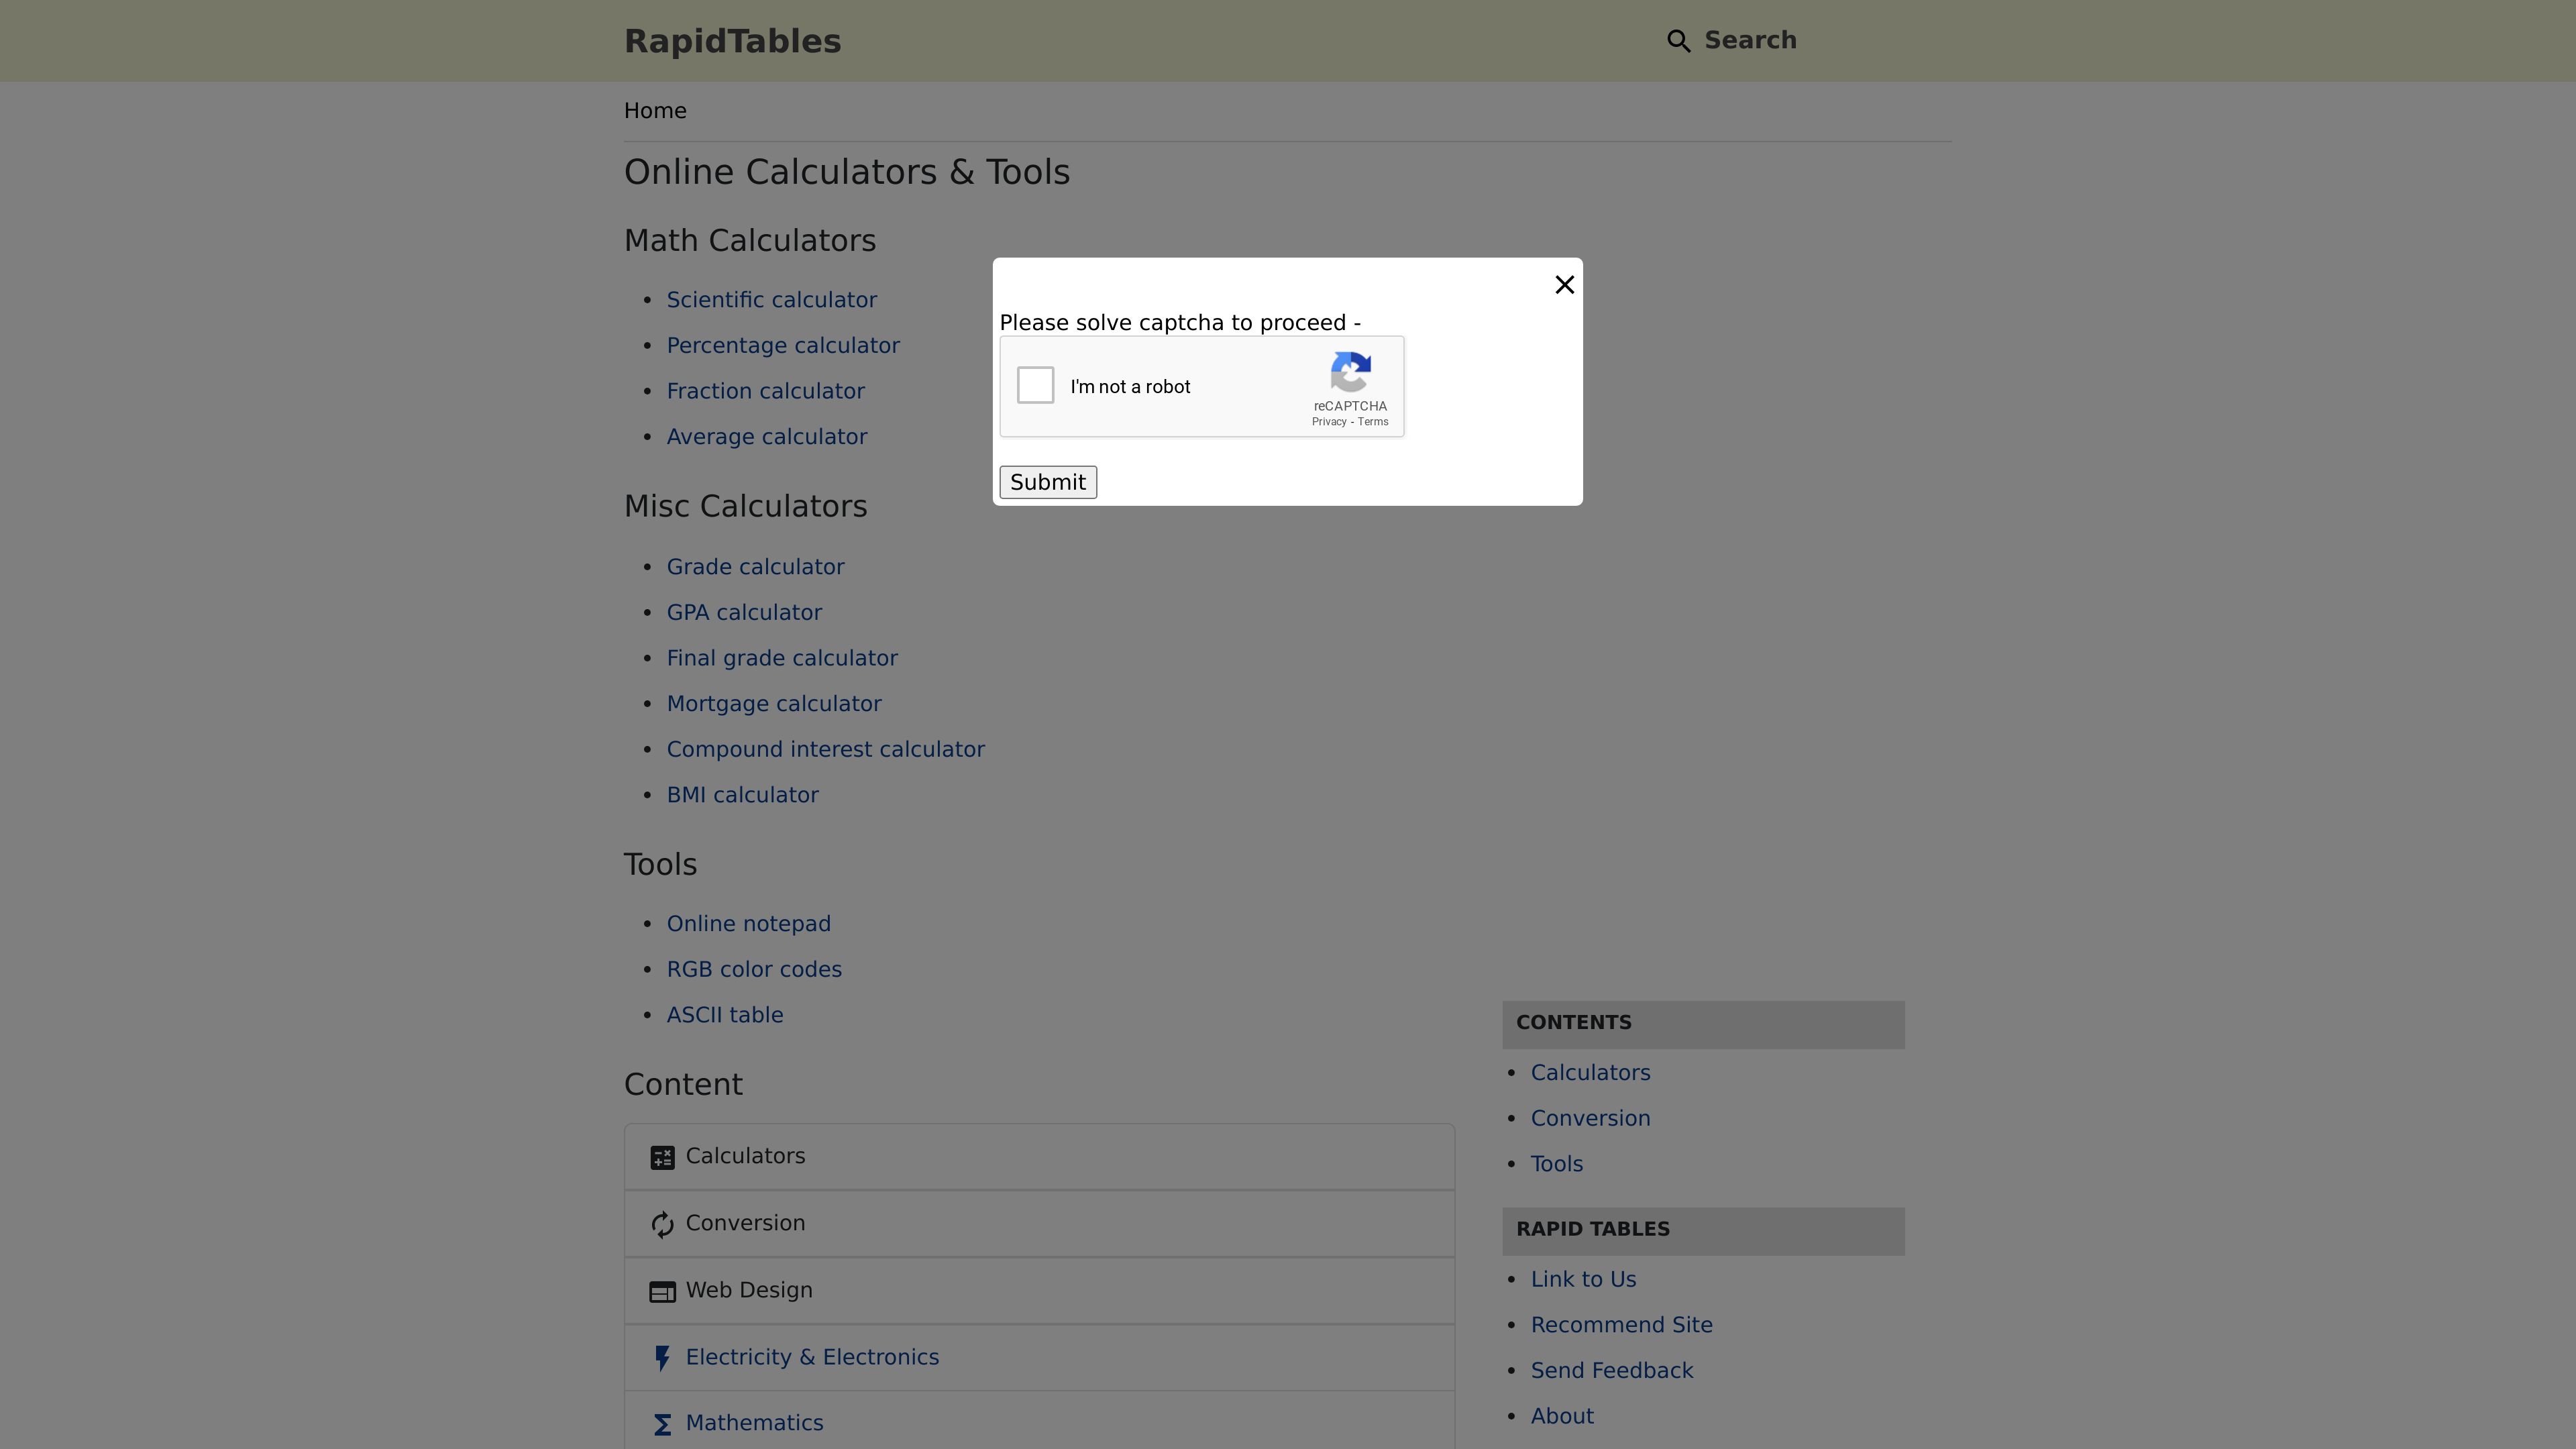 RapidTables
Search
Home
Online Calculators & Tools
Math Calculators
Scientific calculator
Percentage calculator
Fraction calculator
Average calculator
Please solve captcha to proceed -
I'm not a robot
reCAPTCHA
Privacy - Terms
Submit
Misc Calculators
Grade calculator
GPA calculator
Final grade calculator
Mortgage calculator
Compound interest calculator
BMI calculator
Tools
Online notepad
RGB color codes
ASCII table
Content
Calculators
Conversion
Web Design
Electricity & Electronics
Mathematics
CONTENTS
Calculators
Conversion
Tools
RAPID TABLES
Link to Us
Recommend Site
Send Feedback
About